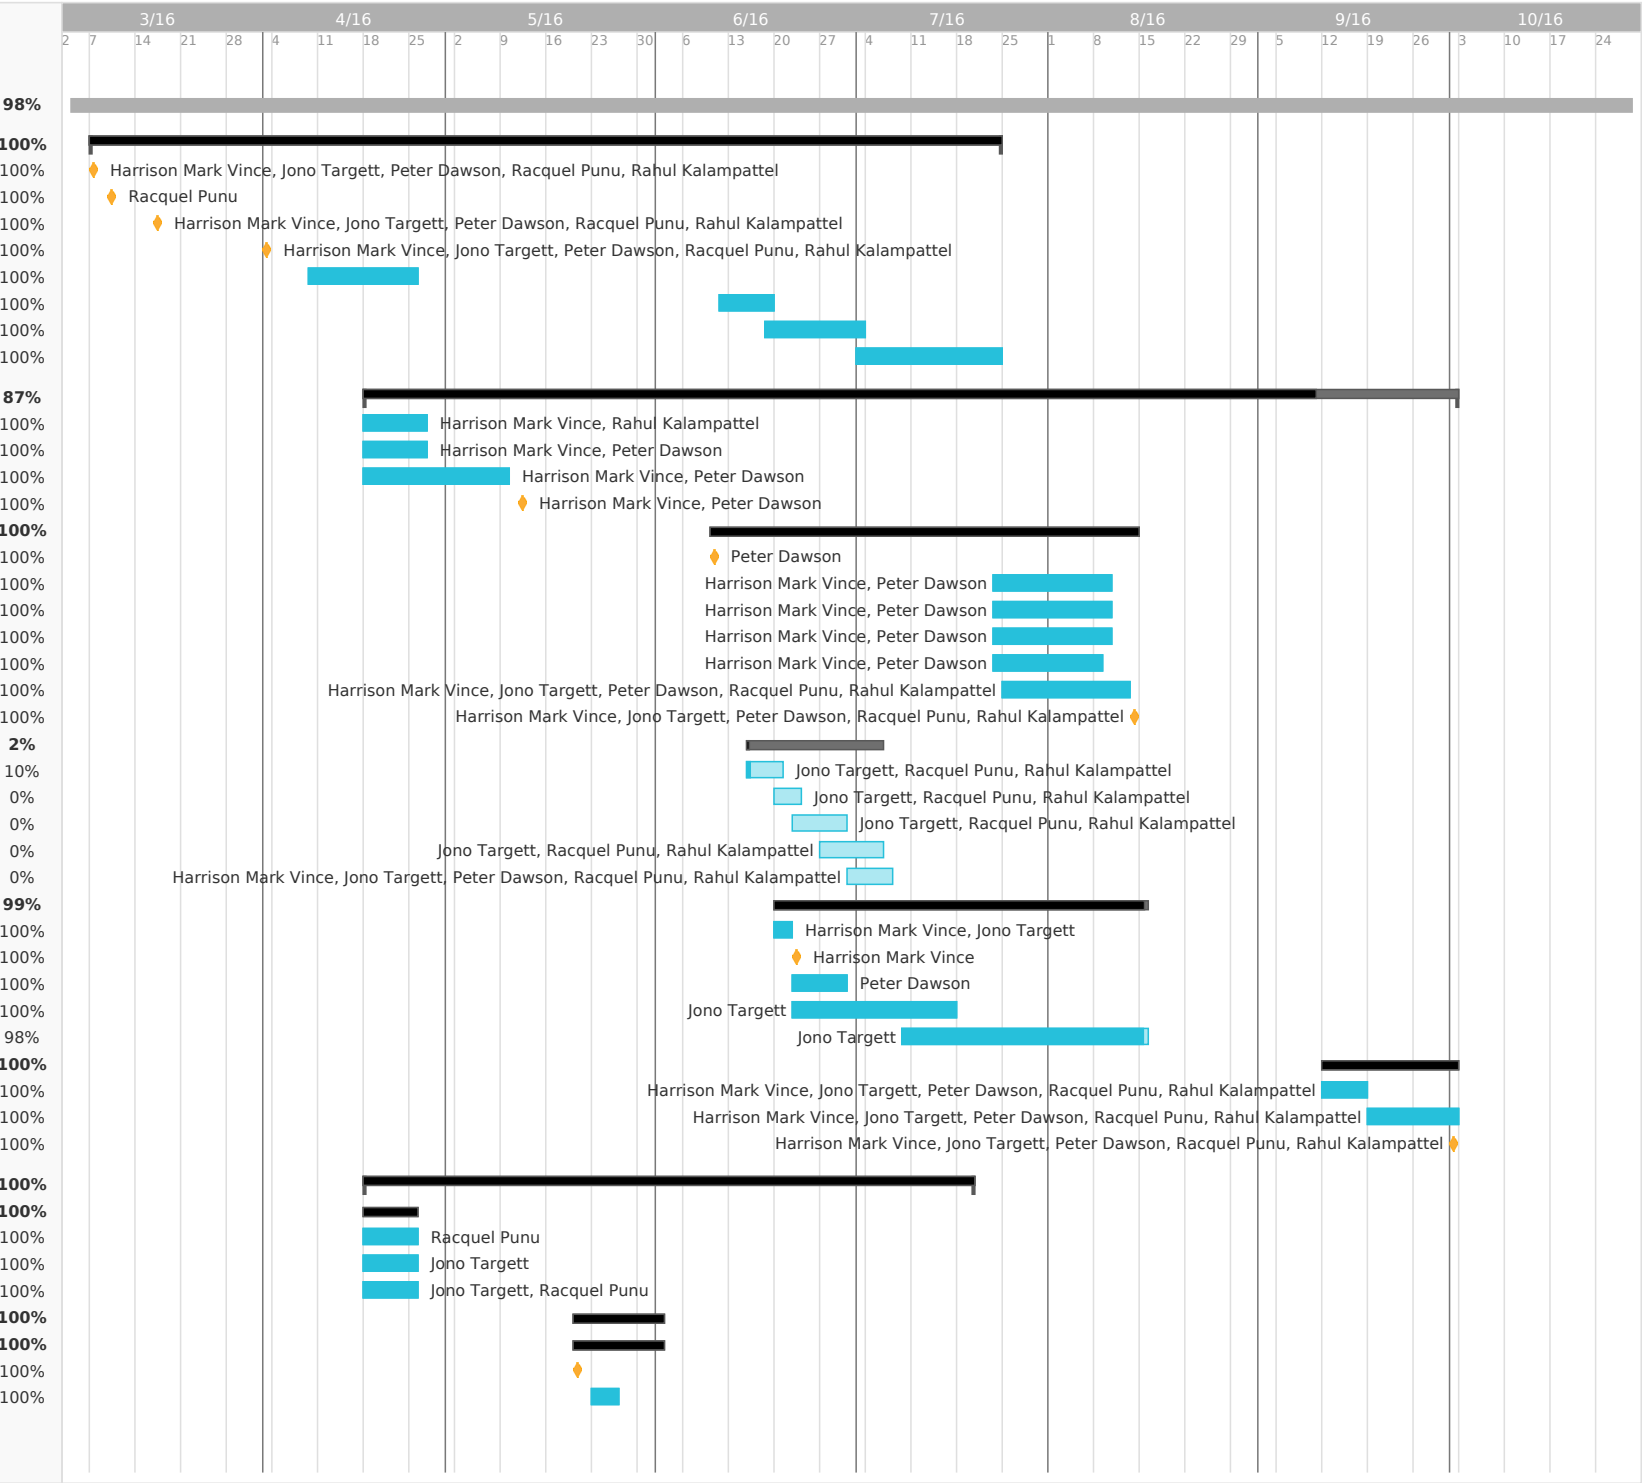 3/16 4/16 5/16 6/16 7/16 8/16 9/16 10/16
2 7 14 21 28 4 11 18 25 2 9 16 23 30 6 13 20 27 4 11 18 25 1 8 15 22 29 5 12 19 26 3 10 17 24
98%
100%
100% Harrison Mark Vince, Jono Targett, Peter Dawson, Racquel Punu, Rahul Kalampattel
100% Racquel Punu
100% Harrison Mark Vince, Jono Targett, Peter Dawson, Racquel Punu, Rahul Kalampattel
100% Harrison Mark Vince, Jono Targett, Peter Dawson, Racquel Punu, Rahul Kalampattel
100%
100%
100%
100%
87%
100% Harrison Mark Vince, Rahul Kalampattel
100% Harrison Mark Vince, Peter Dawson
100% Harrison Mark Vince, Peter Dawson
100% Harrison Mark Vince, Peter Dawson
100%
100% Peter Dawson
100% Harrison Mark Vince, Peter Dawson
100% Harrison Mark Vince, Peter Dawson
100% Harrison Mark Vince, Peter Dawson
100% Harrison Mark Vince, Peter Dawson
100% Harrison Mark Vince, Jono Targett, Peter Dawson, Racquel Punu, Rahul Kalampattel
100% Harrison Mark Vince, Jono Targett, Peter Dawson, Racquel Punu, Rahul Kalampattel
2%
10% Jono Targett, Racquel Punu, Rahul Kalampattel
0% Jono Targett, Racquel Punu, Rahul Kalampattel
0% Jono Targett, Racquel Punu, Rahul Kalampattel
0% Jono Targett, Racquel Punu, Rahul Kalampattel
0% Harrison Mark Vince, Jono Targett, Peter Dawson, Racquel Punu, Rahul Kalampattel
99%
100% Harrison Mark Vince, Jono Targett
100% Harrison Mark Vince
100% Peter Dawson
100% Jono Targett
98% Jono Targett
100%
100% Harrison Mark Vince, Jono Targett, Peter Dawson, Racquel Punu, Rahul Kalampattel
100% Harrison Mark Vince, Jono Targett, Peter Dawson, Racquel Punu, Rahul Kalampattel
100% Harrison Mark Vince, Jono Targett, Peter Dawson, Racquel Punu, Rahul Kalampattel
100%
100%
100% Racquel Punu
100% Jono Targett
100% Jono Targett, Racquel Punu
100%
100%
100%
100%